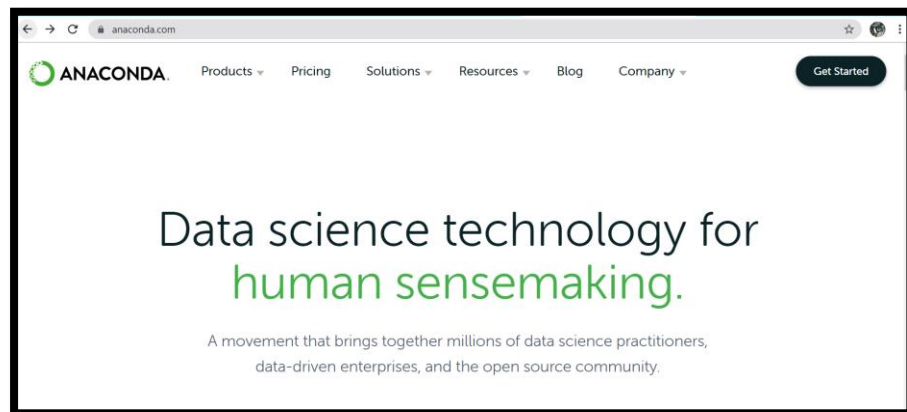 anaconda.com
ANACONDA.
Products Pricing Solutions Resources Blog Company Get Started
Data science technology for
human sensemaking.
A movement that brings together millions of data science practitioners,
data-driven enterprises, and the open source community.